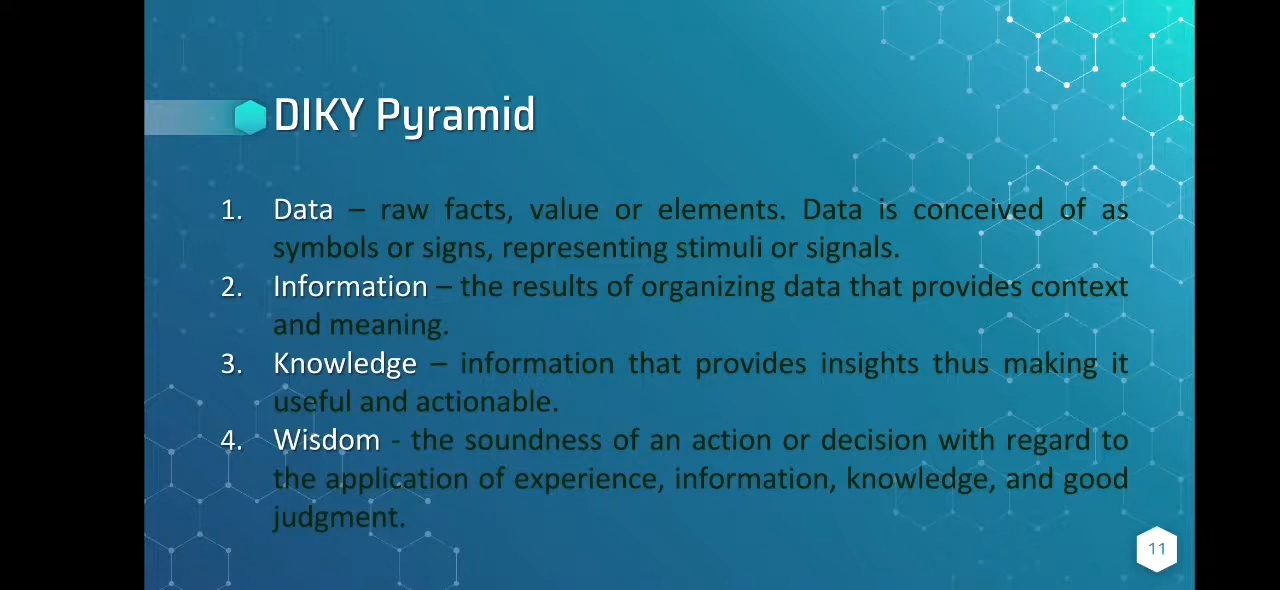 DIKY Pyramid
1. Data – raw facts, value or elements. Data is conceived of as
symbols or signs, representing stimuli or signals.
2. Information – the results of organizing data that provides context
and meaning.
3. Knowledge – information that provides insights thus making it
useful and actionable.
4. Wisdom - the soundness of an action or decision with regard to
the application of experience, information, knowledge, and good
judgment.
11